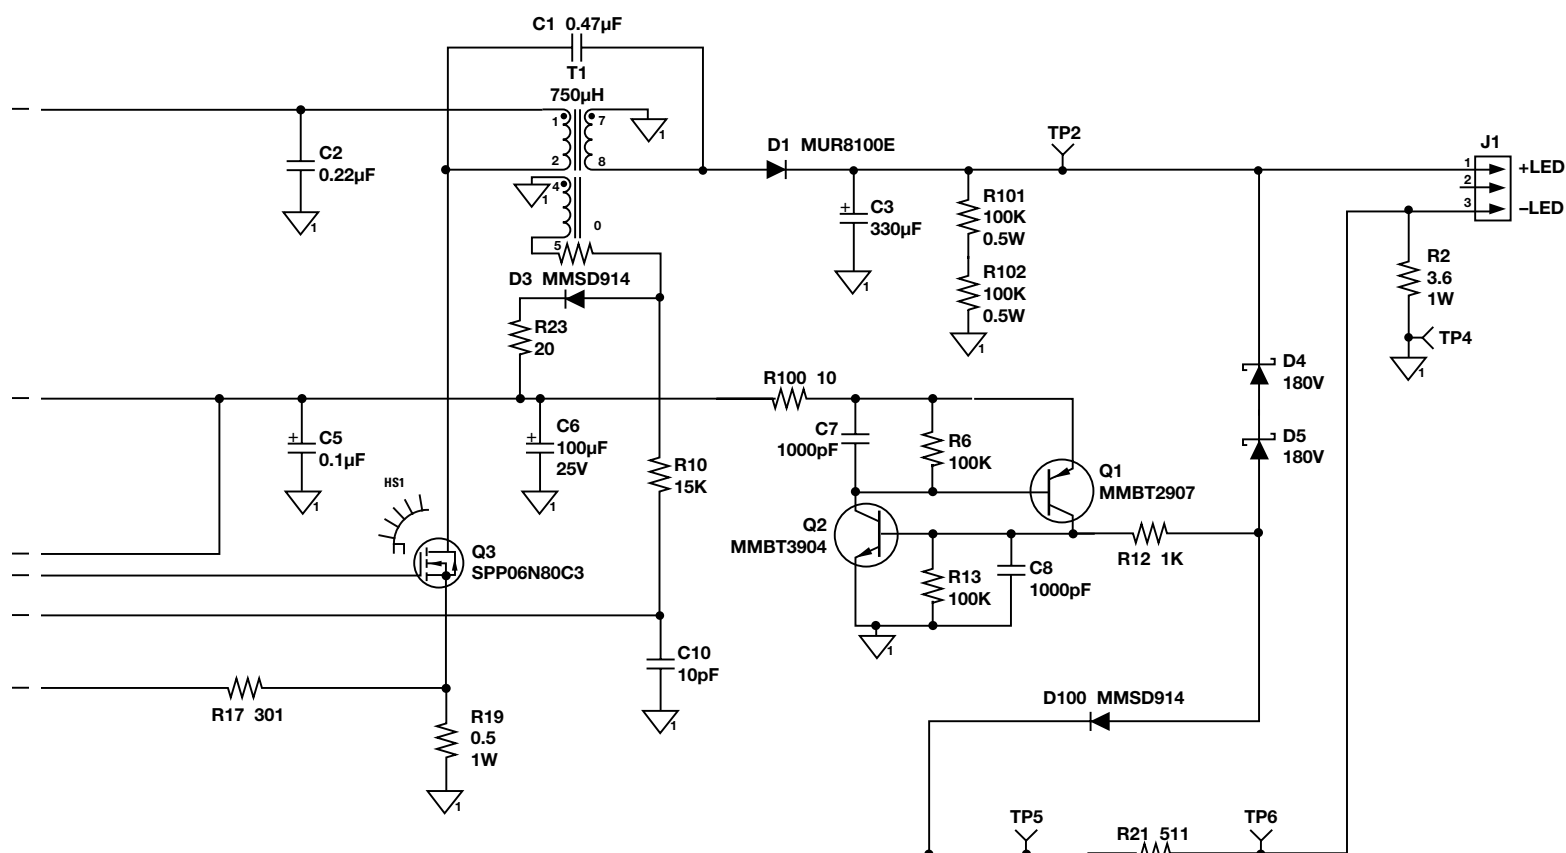 C1 0.47µF
T1
750µH
1
7
1
2
8
4
1
0
5
C2
0.22µF
1
D1 MUR8100E
TP2
J1
1
+LED
2
3
–LED
+
C3
330µF
1
R101
100K
0.5W
R102
100K
0.5W
1
R2
3.6
1W
TP4
1
D3 MMSD914
R23
20
D4
180V
D5
180V
R100 10
+
C5
0.1µF
1
+
C6
100µF
25V
1
R10
15K
C7
1000pF
R6
100K
Q1
MMBT2907
HS1
Q3
SPP06N80C3
Q2
MMBT3904
R12 1K
R13
100K
C8
1000pF
1
C10
10pF
1
R17 301
R19
0.5
1W
1
D100 MMSD914
TP5
R21 511
TP6